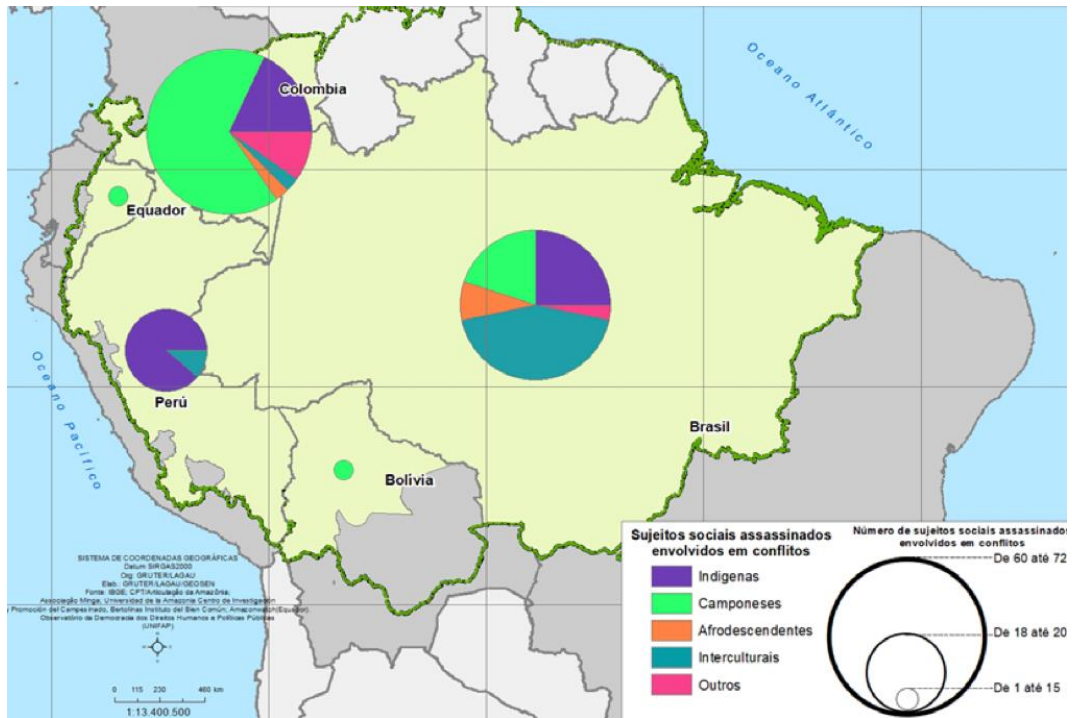 Oceano Atlântico
Colombia
Equador
Oceano Pacífico
Perú
Brasil
Bolivia
SISTEMA DE COORDENADAS GEOGRÁFICAS
Datum SIRGAS2000
Org: GRUTER/LAGAU
Elab.: GRUTER/LAGAU/GEOSEN
Fonte: IBGE; CPT/Articulação da Amazônia;
Associação Minga; Universidad de la Amazonia Centro de Investigación
y Promoción del Campesinado, Bertolinas Instituto del Bien Común; Amazonwatch(Equador).
Observatório da Democracia dos Direitos Humanos e Políticas Públicas
(UNIFAP)
0 115 230 460 km
1:13.400.500
Sujeitos sociais assassinados
envolvidos em conflitos
Indigenas
Camponeses
Afrodescendentes
Interculturais
Outros
Número de sujeitos sociais assassinados
envolvidos em conflitos
De 60 até 72
De 18 até 20
De 1 até 15